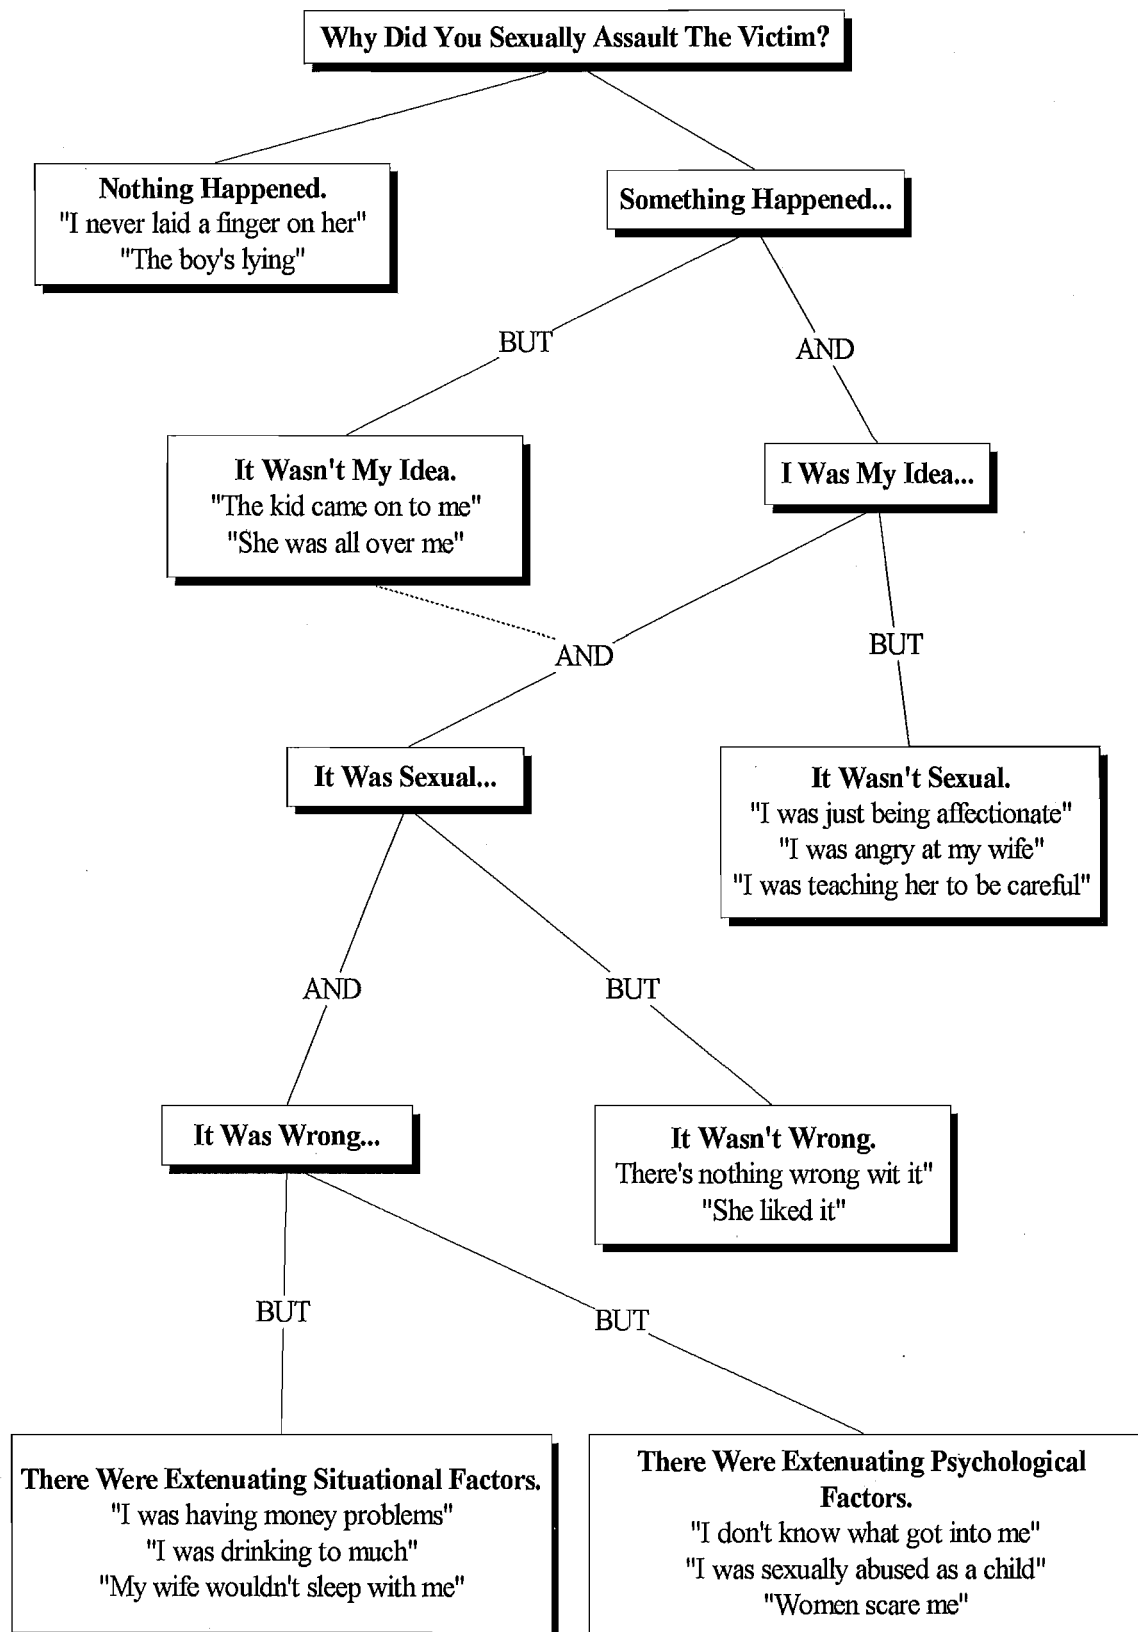 Why Did You Sexually Assault The Victim?
Nothing Happened.
"I never laid a finger on her"
"The boy's lying"
Something Happened...
BUT
AND
It Wasn't My Idea.
"The kid came on to me"
"She was all over me"
I Was My Idea...
AND
BUT
It Was Sexual...
It Wasn't Sexual.
"I was just being affectionate"
"I was angry at my wife"
"I was teaching her to be careful"
AND
BUT
It Was Wrong...
It Wasn't Wrong.
There's nothing wrong wit it"
"She liked it"
BUT
BUT
There Were Extenuating Situational Factors.
"I was having money problems"
"I was drinking to much"
"My wife wouldn't sleep with me"
There Were Extenuating Psychological
Factors.
"I don't know what got into me"
"I was sexually abused as a child"
"Women scare me"